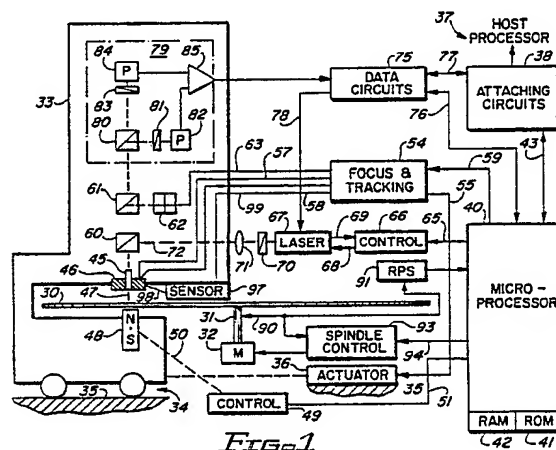 37
HOST
PROCESSOR
38
ATTACHING
CIRCUITS
43
77
75
DATA
CIRCUITS
76
78
79
84
P
85
83
33
80
81
P
82
63
57
54
FOCUS &
TRACKING
59
55
40
61
62
99
58
67
LASER
69
66
CONTROL
65
68
60
72
71
70
45
46
47
98
SENSOR
97
RPS
91
MICRO-
PROCESSOR
30
31
90
93
SPINDLE
CONTROL
94
48
N
S
50
32
M
36
ACTUATOR
35
51
35
34
CONTROL
49
RAM
ROM
42
41
FIG. 1